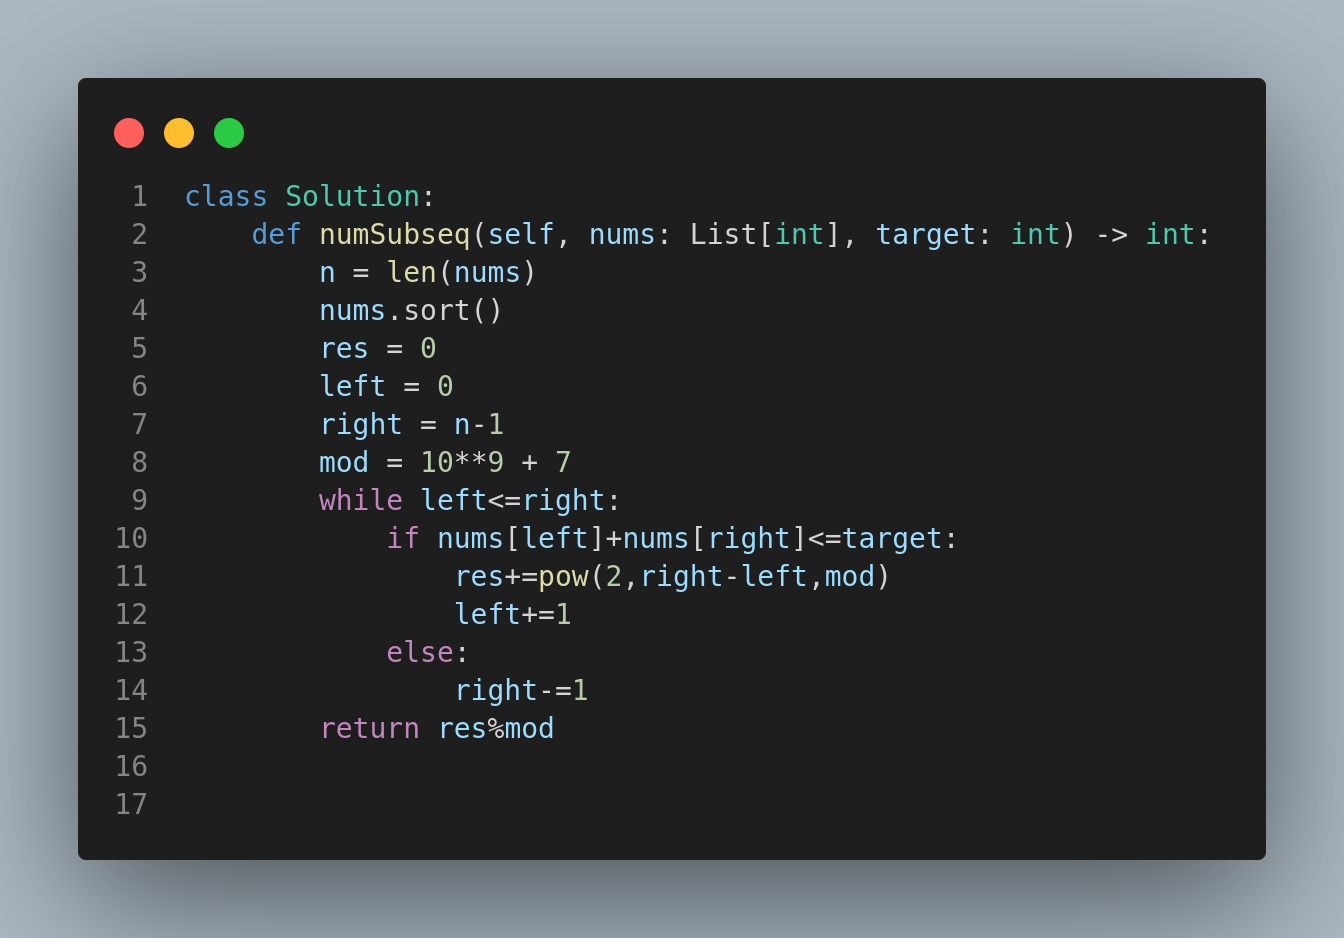 1 class Solution:
2     def numSubseq(self, nums: List[int], target: int) -> int:
3         n = len(nums)
4         nums.sort()
5         res = 0
6         left = 0
7         right = n-1
8         mod = 10**9 + 7
9         while left<=right:
10             if nums[left]+nums[right]<=target:
11                 res+=pow(2,right-left,mod)
12                 left+=1
13             else:
14                 right-=1
15         return res%mod
16
17